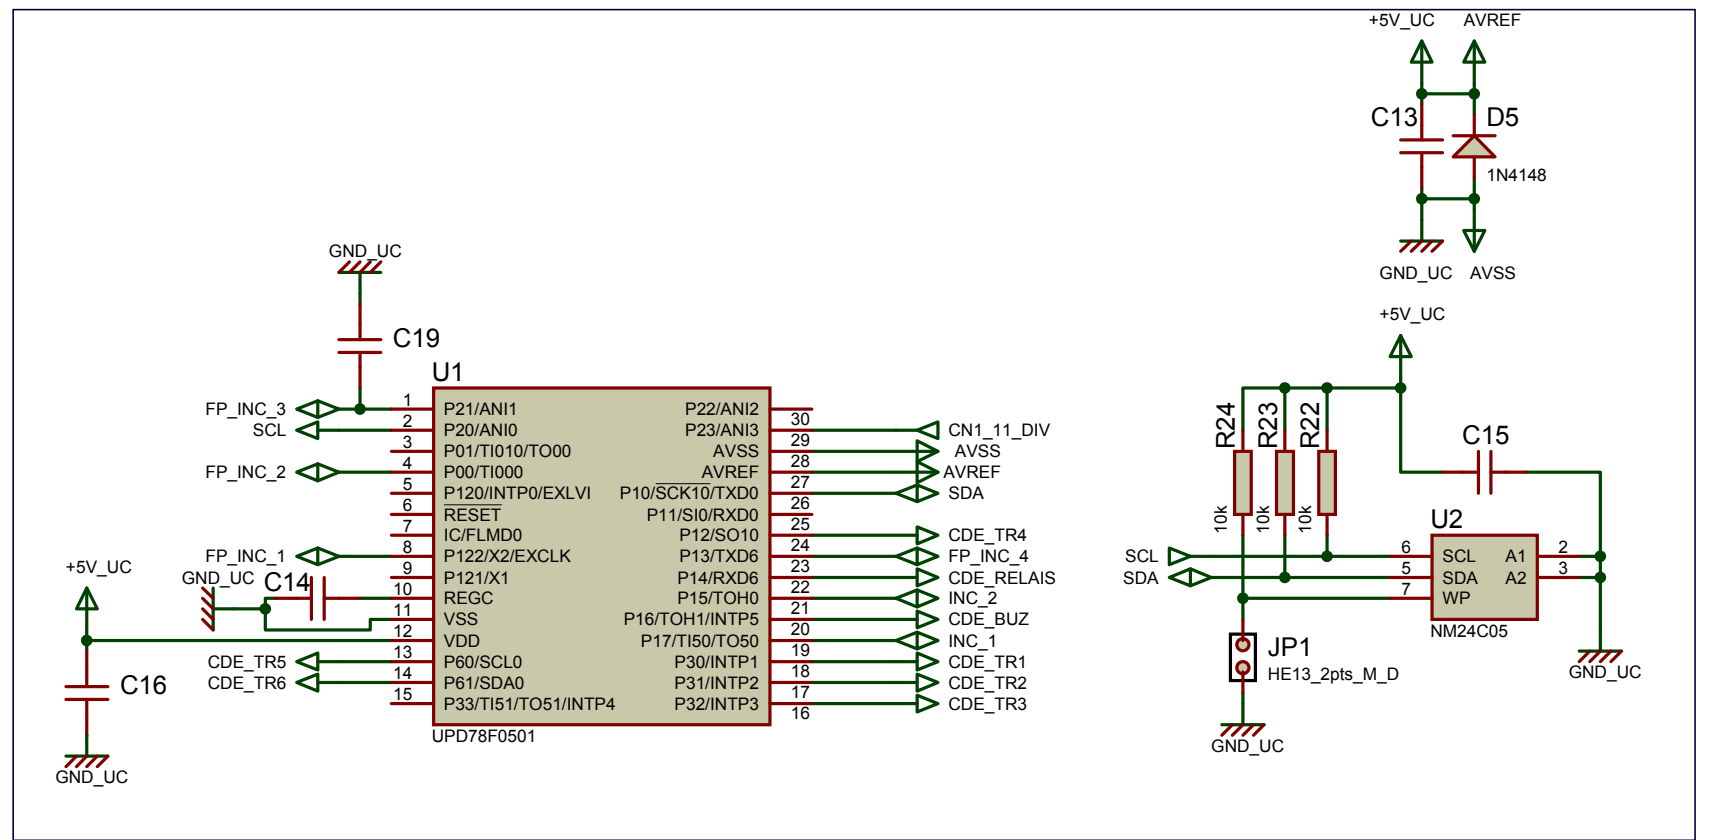 +5V_UC AVREF
C13 D5
1N4148
GND_UC AVSS
GND_UC
C19
U1
FP_INC_3 1 P21/ANI1 P22/ANI2 30
SCL 2 P20/ANI0 P23/ANI3 29 CN1_11_DIV
3 P01/TI010/TO00 AVSS 28 AVSS
FP_INC_2 4 P00/TI000 AVREF 27 AVREF
5 P120/INTP0/EXLVI P10/SCK10/TXD0 26 SDA
6 RESET P11/SI0/RXD0 25
7 IC/FLMD0 P12/SO10 24 CDE_TR4
FP_INC_1 8 P122/X2/EXCLK P13/TXD6 23 FP_INC_4
9 P121/X1 P14/RXD6 22 CDE_RELAIS
10 REGC P15/TOH0 21 INC_2
11 VSS P16/TOH1/INTP5 20 CDE_BUZ
12 VDD P17/TI50/TO50 19 INC_1
CDE_TR5 13 P60/SCL0 P30/INTP1 18 CDE_TR1
CDE_TR6 14 P61/SDA0 P31/INTP2 17 CDE_TR2
15 P33/TI51/TO51/INTP4 P32/INTP3 16 CDE_TR3
UPD78F0501
+5V_UC
GND_UC C14
C16
GND_UC
+5V_UC
R24 R23 R22
10k 10k 10k
C15
U2
SCL 6 SCL A1 2
SDA 5 SDA A2 3
7 WP
NM24C05
JP1
HE13_2pts_M_D
GND_UC
GND_UC